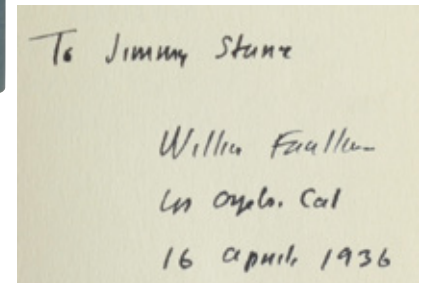 To Jimmy Stone
William Faulkner
Los Angeles. Cal
16 April, 1936